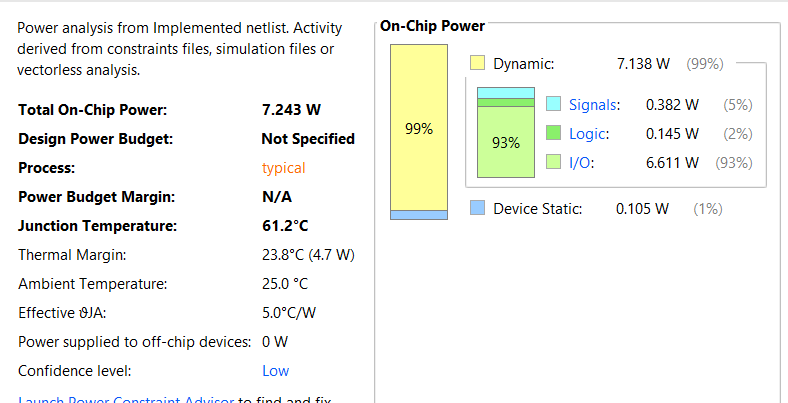 Power analysis from Implemented netlist. Activity
derived from constraints files, simulation files or
vectorless analysis.
Total On-Chip Power: 7.243 W
Design Power Budget: Not Specified
Process: typical
Power Budget Margin: N/A
Junction Temperature: 61.2°C
Thermal Margin: 23.8°C (4.7 W)
Ambient Temperature: 25.0 °C
Effective ϑJA: 5.0°C/W
Power supplied to off-chip devices: 0 W
Confidence level: Low
Launch Power Constraint Advisor to find and fix
On-Chip Power
99%
Dynamic: 7.138 W (99%)
93%
Signals: 0.382 W (5%)
Logic: 0.145 W (2%)
I/O: 6.611 W (93%)
Device Static: 0.105 W (1%)